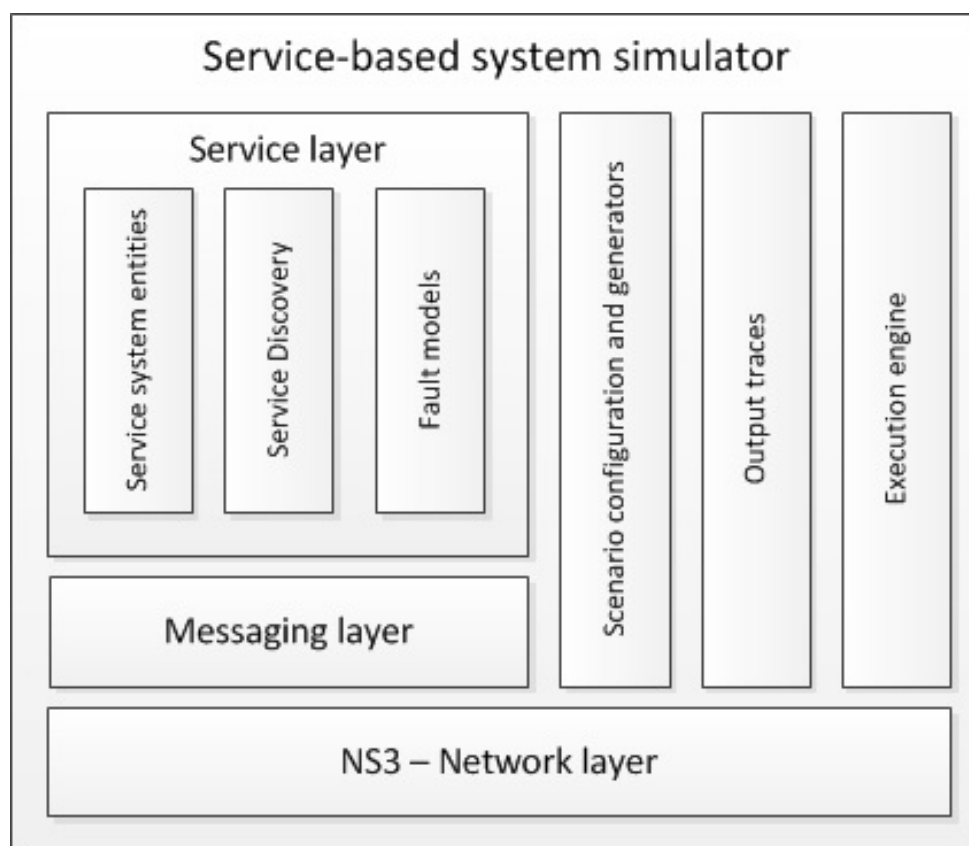 Service-based system simulator
Service layer
Service system entities
Service Discovery
Fault models
Scenario configuration and generators
Output traces
Execution engine
Messaging layer
NS3 – Network layer